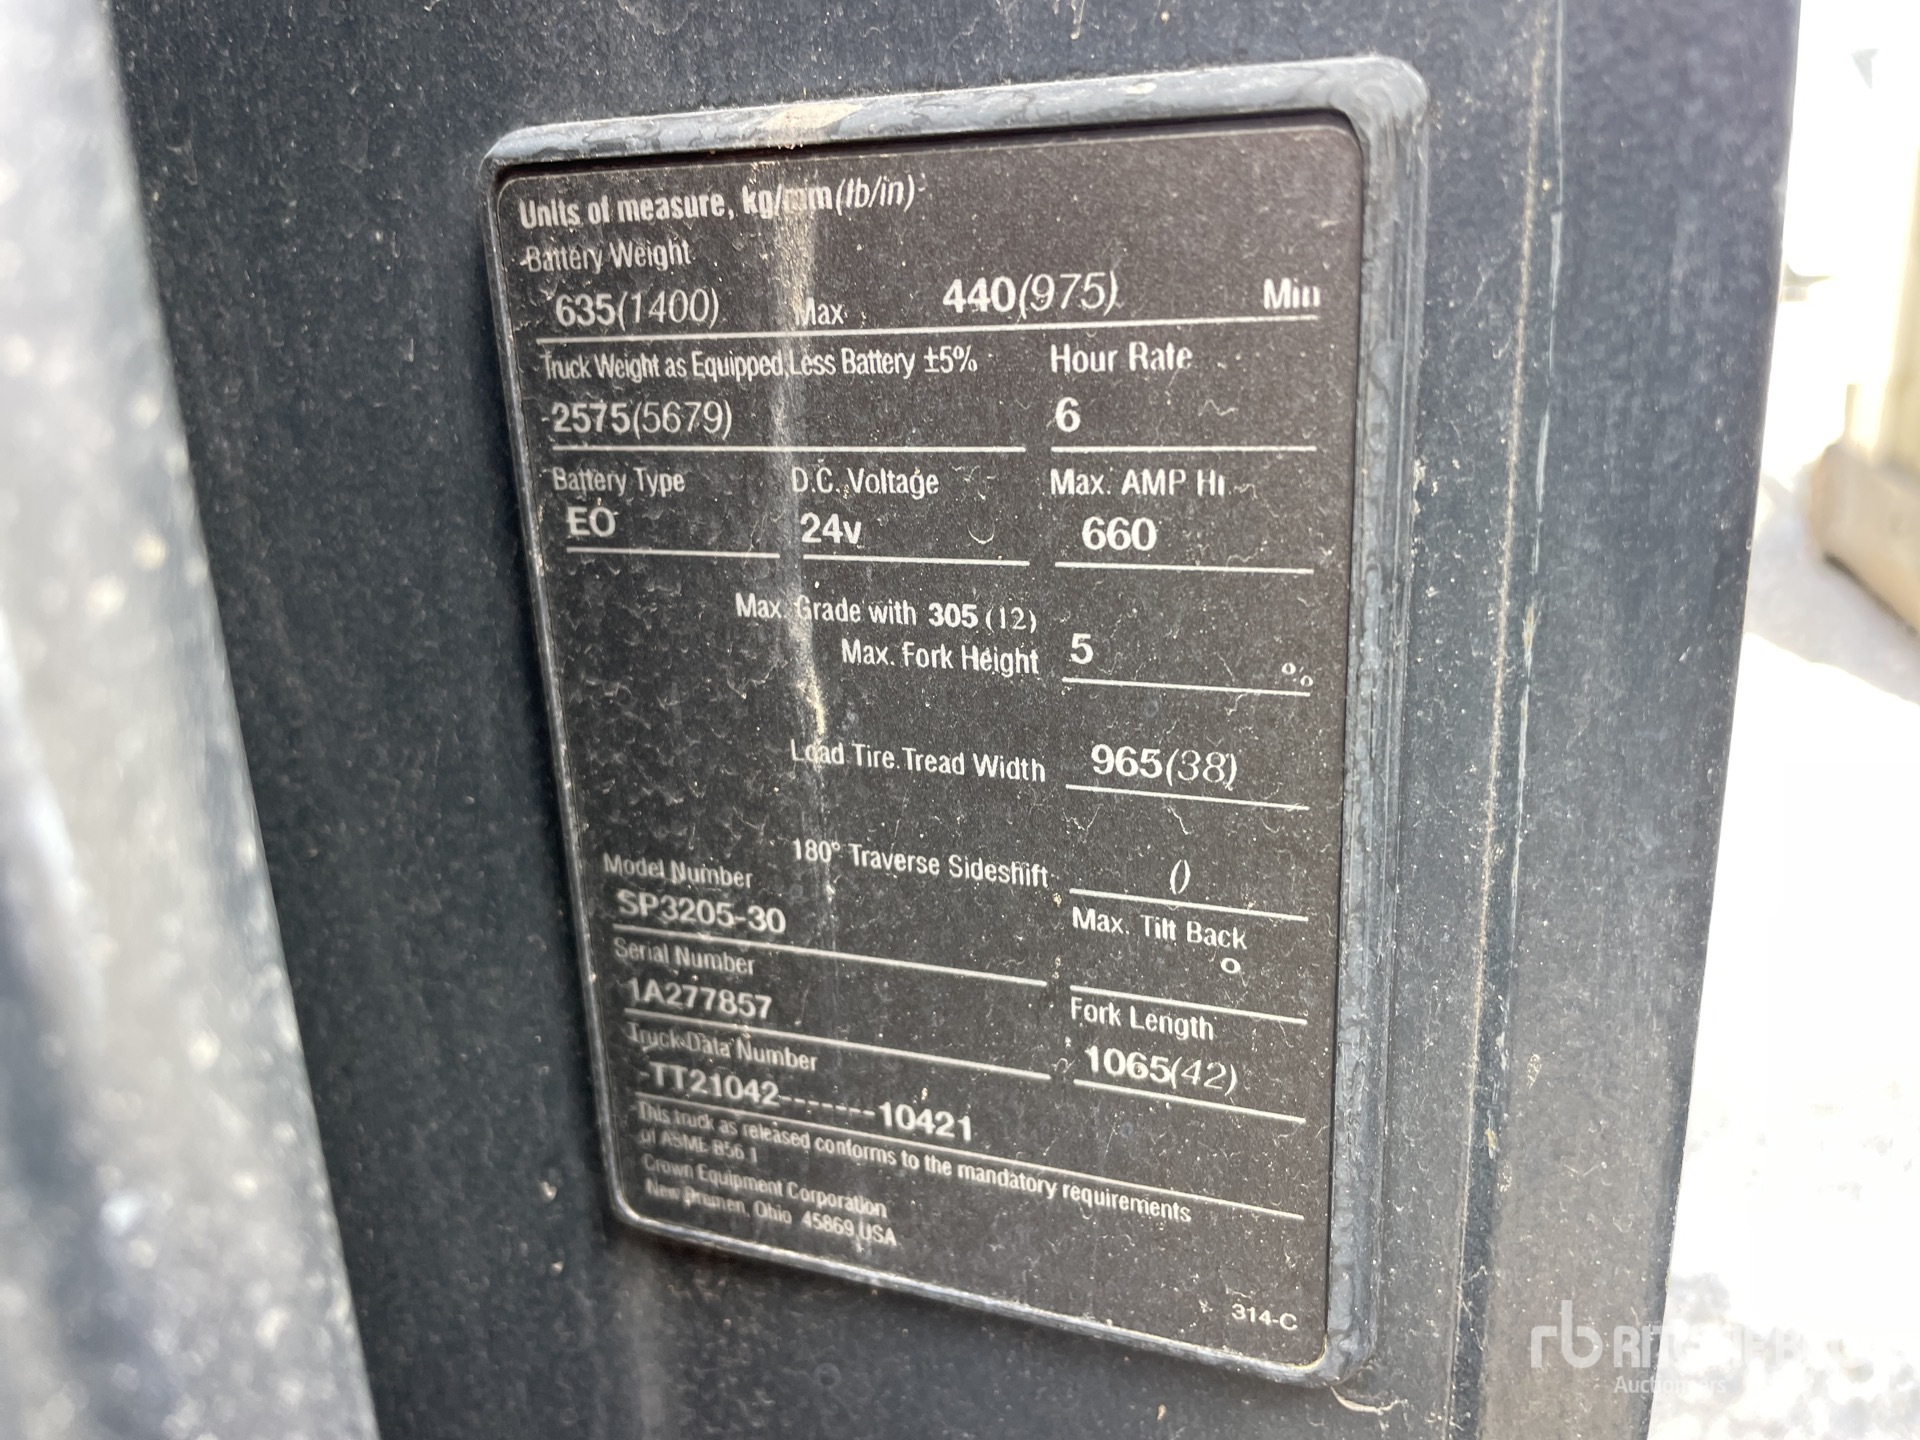 Units of measure, kg/mm (lb/in)
Battery Weight
635(1400) Max 440(975) Min
Truck Weight as Equipped Less Battery ±5% Hour Rate
2575(5679) 6
Battery Type D.C. Voltage Max. AMP Hr
EO 24v 660
Max. Grade with 305 (12)
Max. Fork Height 5 %
Load Tire Tread Width 965(38)
180° Traverse Sideshift ()
Model Number
SP3205-30 Max. Tilt Back
°
Serial Number
1A277857 Fork Length
1065(42)
Truck Data Number
-TT21042-------10421
This truck as released conforms to the mandatory requirements
of ASME B56.1
Crown Equipment Corporation
New Bremen, Ohio 45869 USA
314-C
rb
Auctioneers